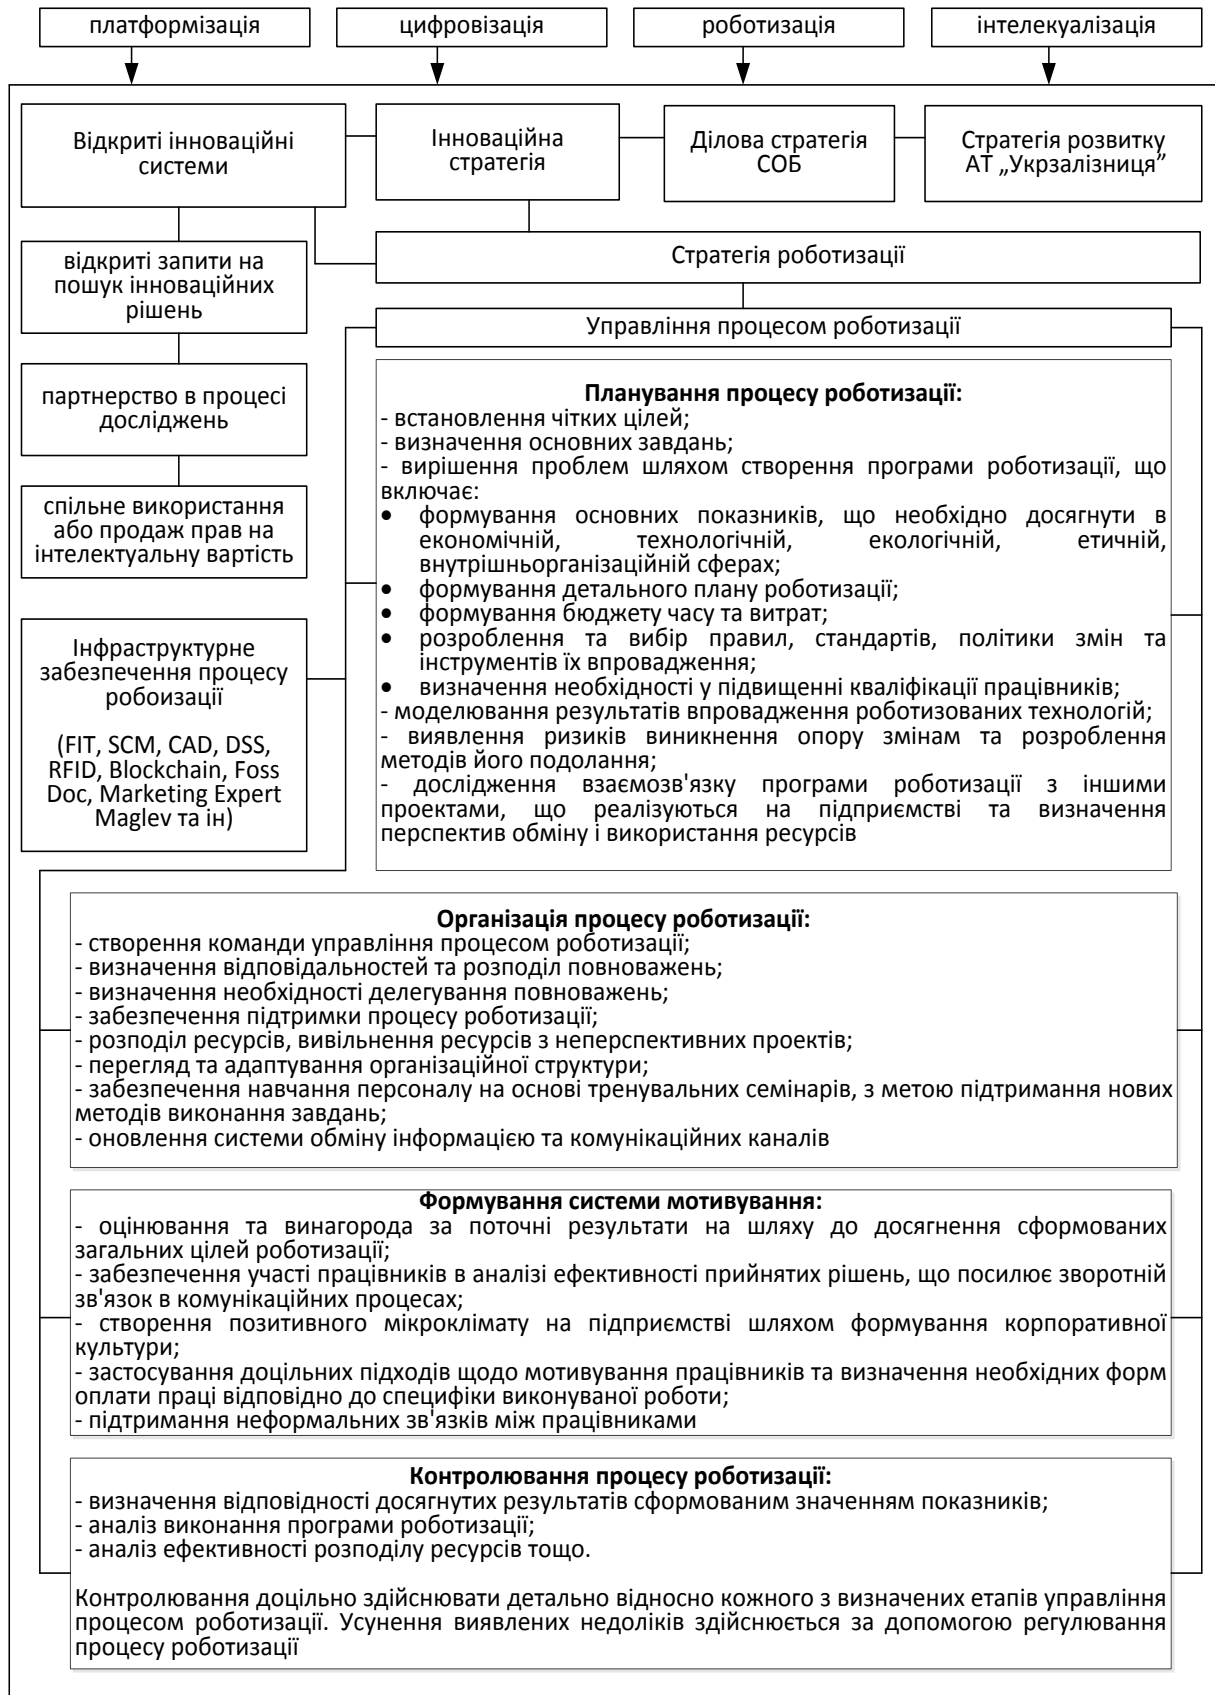 платформізація
цифровізація
роботизація
інтелекуалізація
Відкриті інноваційні
системи
Інноваційна
стратегія
Ділова стратегія
СОБ
Стратегія розвитку
АТ „Укрзалізниця”
відкриті запити на
пошук інноваційних
рішень
партнерство в процесі
досліджень
спільне використання
або продаж прав на
інтелектуальну вартість
Інфраструктурне
забезпечення процесу
робоизації
(FIT, SCM, CAD, DSS,
RFID, Blockchain, Foss
Doc, Marketing Expert
Maglev та ін)
Стратегія роботизації
Управління процесом роботизації
Планування процесу роботизації:
- встановлення чітких цілей;
- визначення основних завдань;
- вирішення проблем шляхом створення програми роботизації, що
включає:
• формування основних показників, що необхідно досягнути в
економічній, технологічній, екологічній, етичній,
внутрішньорганізаційній сферах;
• формування детального плану роботизації;
• формування бюджету часу та витрат;
• розроблення та вибір правил, стандартів, політики змін та
інструментів їх впровадження;
• визначення необхідності у підвищенні кваліфікації працівників;
- моделювання результатів впровадження роботизованих технологій;
- виявлення ризиків виникнення опору змінам та розроблення
методів його подолання;
- дослідження взаємозв'язку програми роботизації з іншими
проектами, що реалізуються на підприємстві та визначення
перспектив обміну і використання ресурсів
Організація процесу роботизації:
- створення команди управління процесом роботизації;
- визначення відповідальностей та розподіл повноважень;
- визначення необхідності делегування повноважень;
- забезпечення підтримки процесу роботизації;
- розподіл ресурсів, вивільнення ресурсів з неперспективних проектів;
- перегляд та адаптування організаційної структури;
- забезпечення навчання персоналу на основі тренувальних семінарів, з метою підтримання нових
методів виконання завдань;
- оновлення системи обміну інформацією та комунікаційних каналів
Формування системи мотивування:
- оцінювання та винагорода за поточні результати на шляху до досягнення сформованих
загальних цілей роботизації;
- забезпечення участі працівників в аналізі ефективності прийнятих рішень, що посилює зворотній
зв'язок в комунікаційних процесах;
- створення позитивного мікроклімату на підприємстві шляхом формування корпоративної
культури;
- застосування доцільних підходів щодо мотивування працівників та визначення необхідних форм
оплати праці відповідно до специфіки виконуваної роботи;
- підтримання неформальних зв'язків між працівниками
Контролювання процесу роботизації:
- визначення відповідності досягнутих результатів сформованим значенням показників;
- аналіз виконання програми роботизації;
- аналіз ефективності розподілу ресурсів тощо.
Контролювання доцільно здійснювати детально відносно кожного з визначених етапів управління
процесом роботизації. Усунення виявлених недоліків здійснюється за допомогою регулювання
процесу роботизації